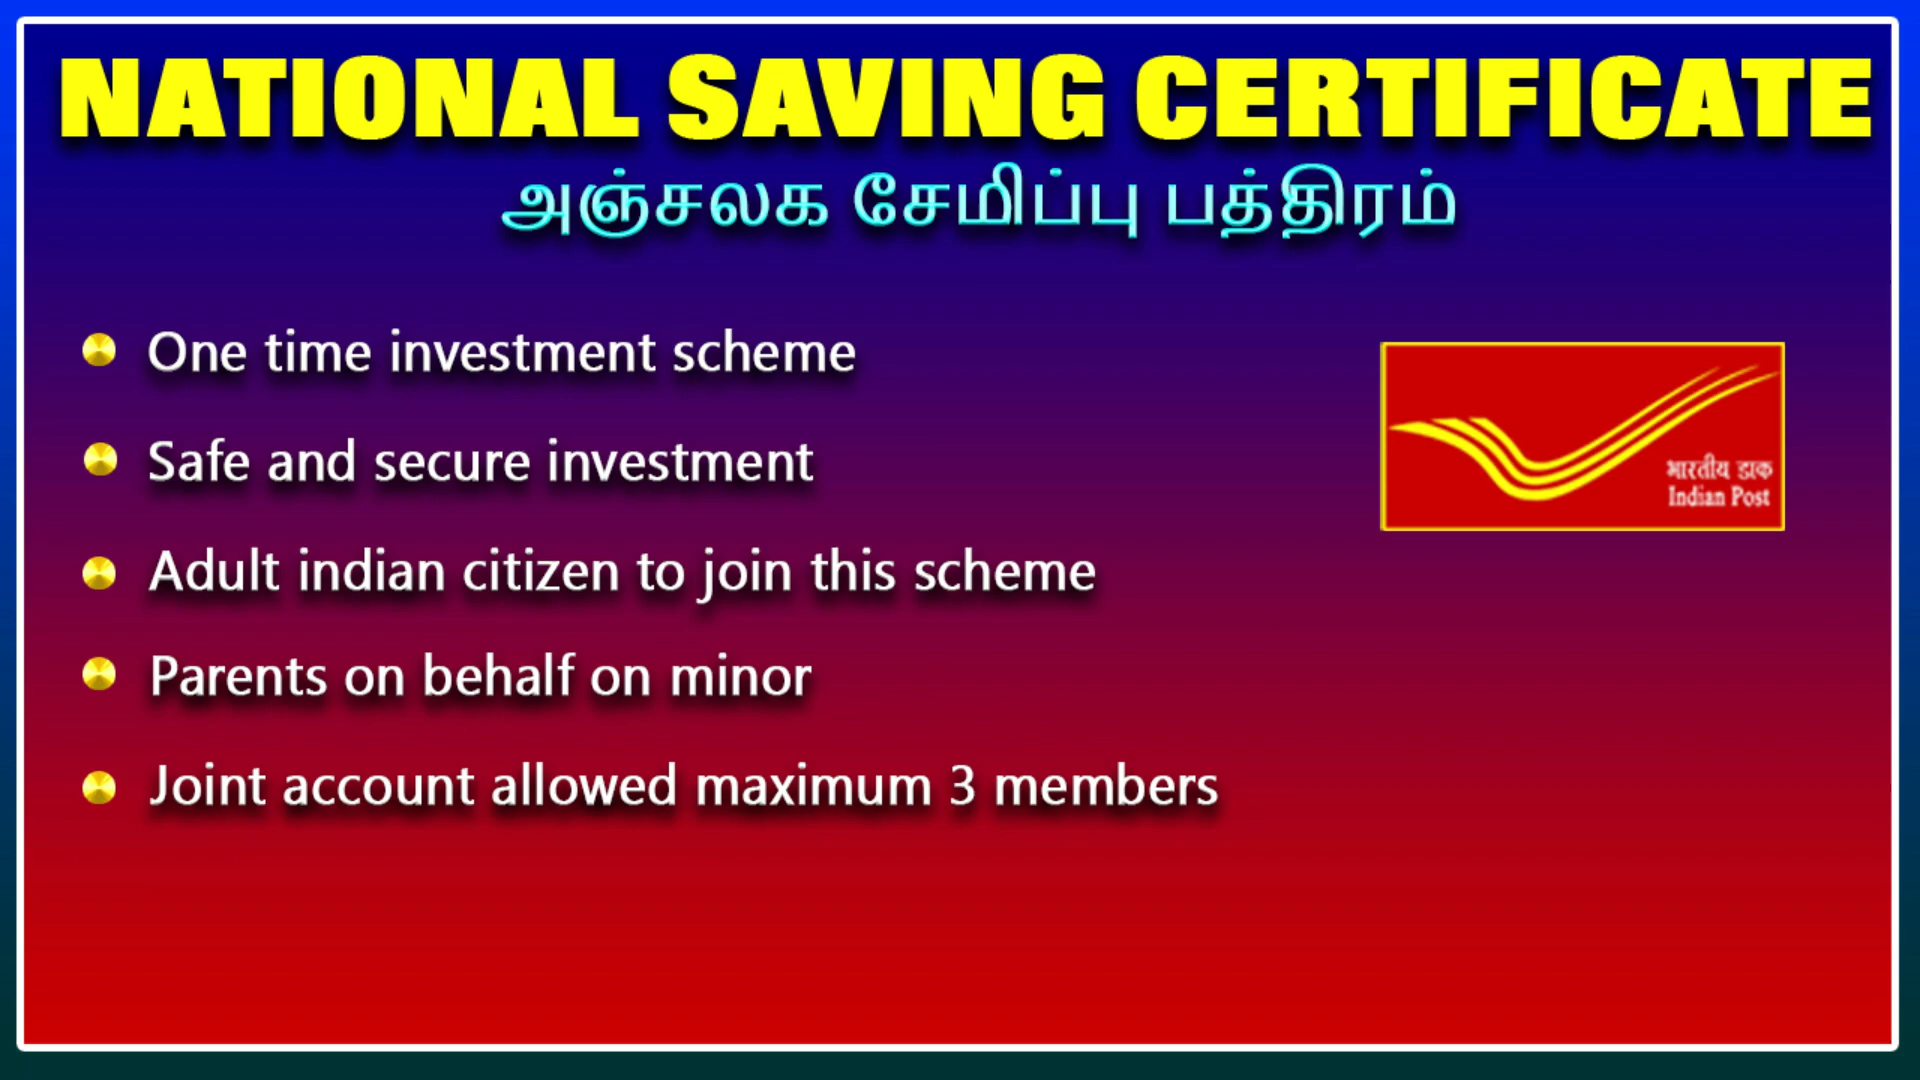 NATIONAL SAVING CERTIFICATE
அஞ்சலக சேமிப்பு பத்திரம்
One time investment scheme
Safe and secure investment
भारतीय डाक
Indian Post
Adult indian citizen to join this scheme
Parents on behalf on minor
Joint account allowed maximum 3 members